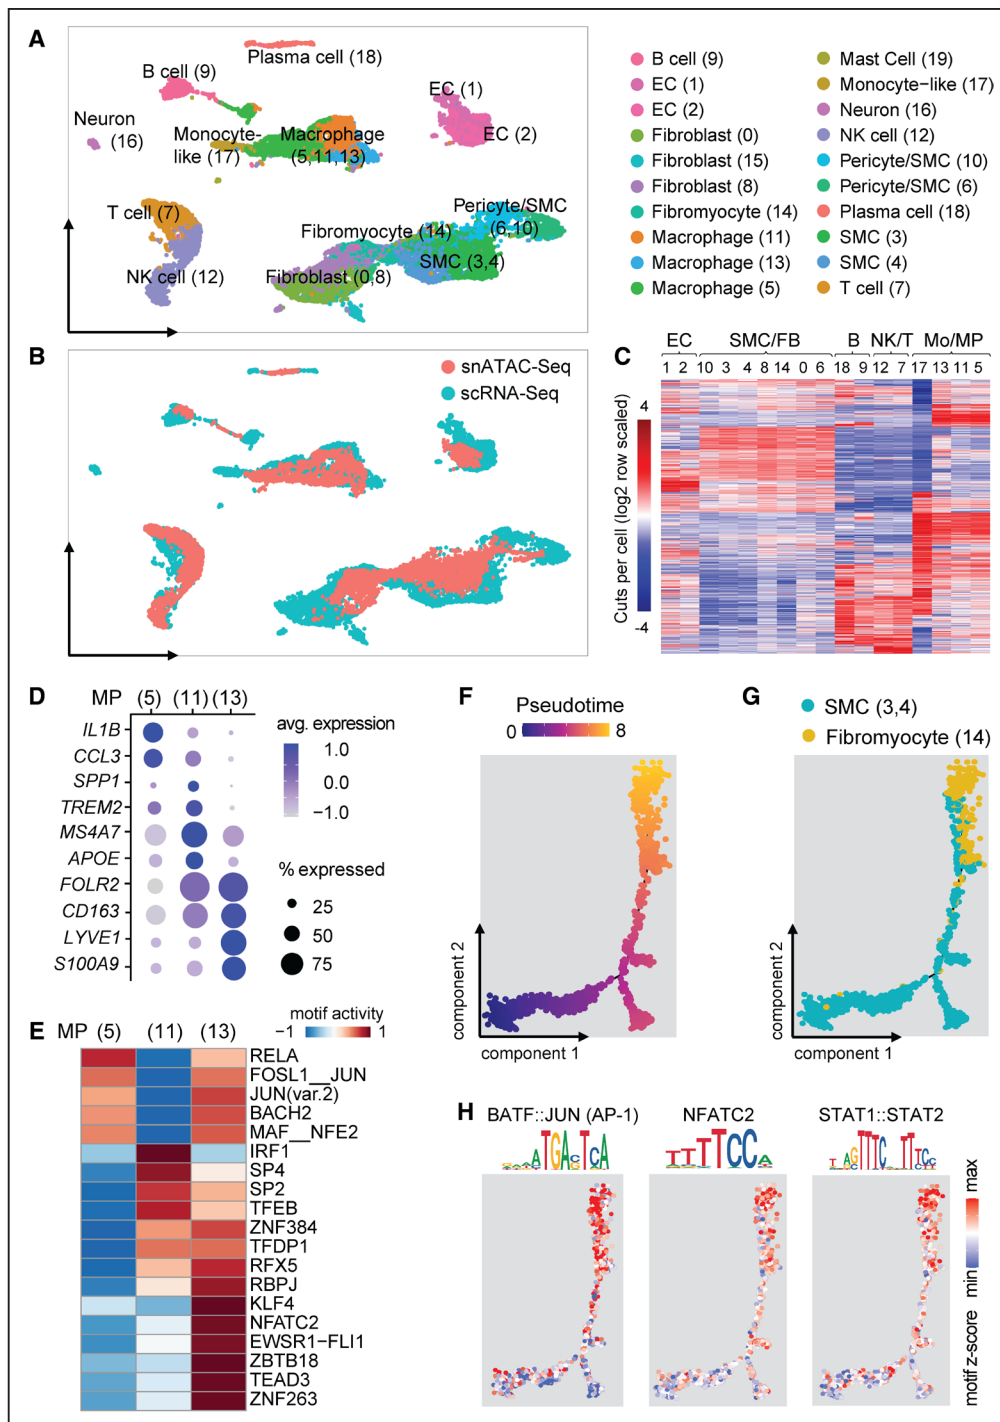 A
Plasma cell (18)
B cell (9)
EC (1)
Neuron
(16)
Monocyte-
like (17)
Macrophage
(5,11,13)
EC (2)
T cell (7)
Pericyte/SMC
(6,10)
Fibromyocyte (14)
NK cell (12)
Fibroblast (0,8)
SMC (3,4)
B cell (9)
EC (1)
EC (2)
Fibroblast (0)
Fibroblast (15)
Fibroblast (8)
Fibromyocyte (14)
Macrophage (11)
Macrophage (13)
Macrophage (5)
Mast Cell (19)
Monocyte−like (17)
Neuron (16)
NK cell (12)
Pericyte/SMC (10)
Pericyte/SMC (6)
Plasma cell (18)
SMC (3)
SMC (4)
T cell (7)
B
snATAC-Seq
scRNA-Seq
C
EC SMC/FB B NK/T Mo/MP
1 2 10 3 4 8 14 0 6 18 9 12 7 17 13 11 5
4
Cuts per cell (log2 row scaled)
-4
D
MP (5) (11) (13)
IL1B
CCL3
SPP1
TREM2
MS4A7
APOE
FOLR2
CD163
LYVE1
S100A9
avg. expression
1.0
0.0
−1.0
% expressed
25
50
75
E
motif activity
−1 1
MP (5) (11) (13)
RELA
FOSL1__JUN
JUN(var.2)
BACH2
MAF__NFE2
IRF1
SP4
SP2
TFEB
ZNF384
TFDP1
RFX5
RBPJ
KLF4
NFATC2
EWSR1−FLI1
ZBTB18
TEAD3
ZNF263
F
Pseudotime
0 8
component 2
component 1
G
SMC (3,4)
Fibromyocyte (14)
component 2
component 1
H
BATF::JUN (AP-1)
NFATC2
STAT1::STAT2
max
min
motif z-score